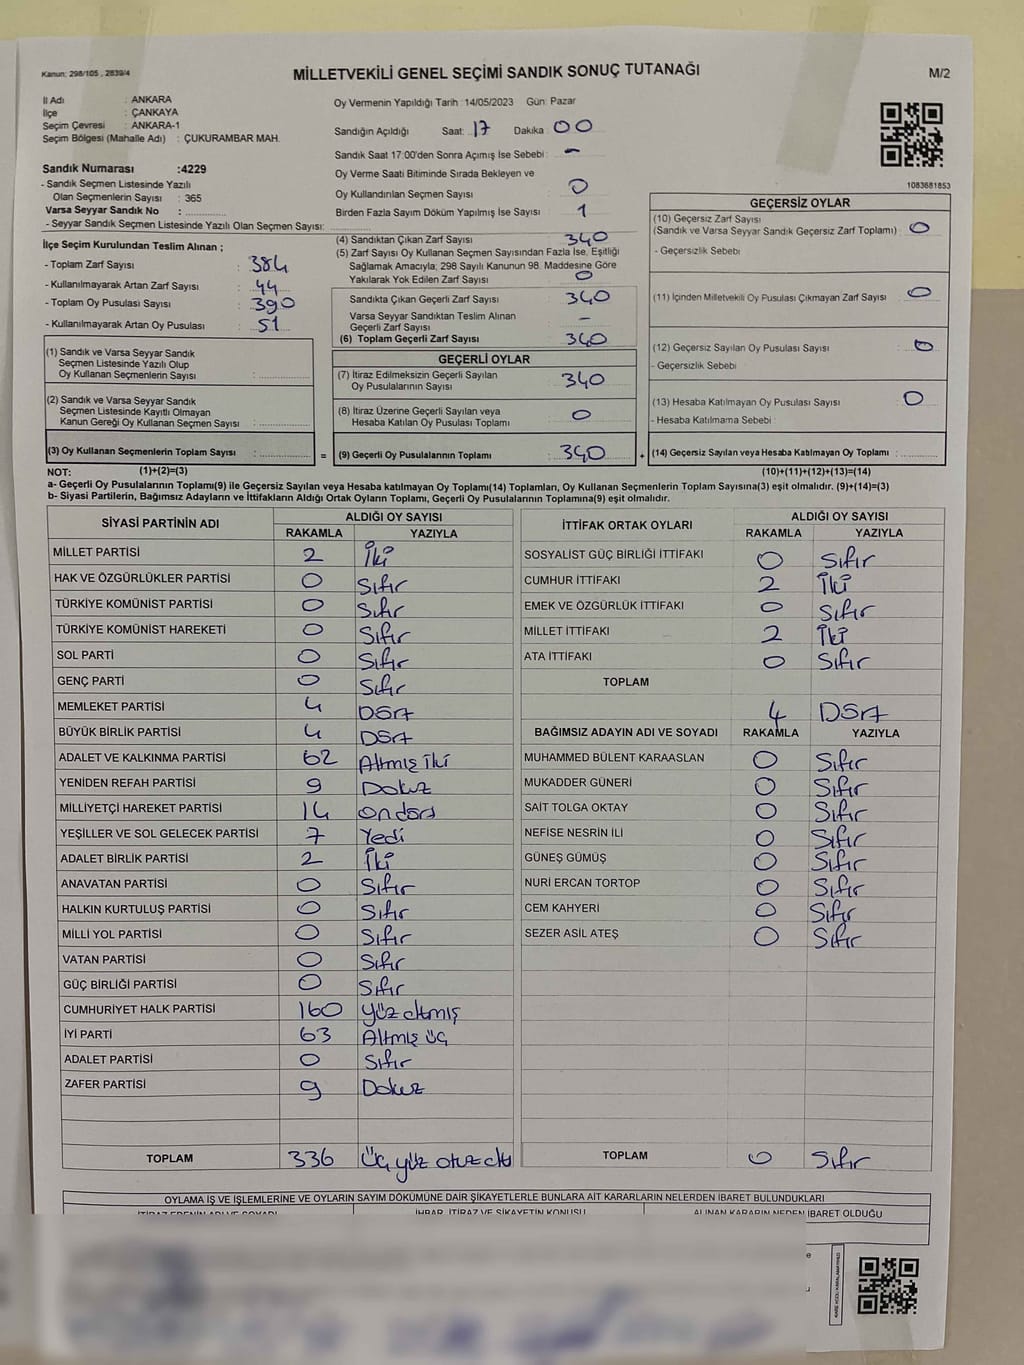 Kanun: 298/105 , 2839/4
MİLLETVEKİLİ GENEL SEÇİMİ SANDIK SONUÇ TUTANAĞI
M/2
İl Adı : ANKARA
İlçe : ÇANKAYA
Seçim Çevresi : ANKARA-1
Seçim Bölgesi (Mahalle Adı) : ÇUKURAMBAR MAH.
Sandık Numarası :4229
- Sandık Seçmen Listesinde Yazılı
Olan Seçmenlerin Sayısı : 365
Varsa Seyyar Sandık No : ..............
- Seyyar Sandık Seçmen Listesinde Yazılı Olan Seçmen Sayısı: ..............
Oy Vermenin Yapıldığı Tarih :14/05/2023 Gün: Pazar
Sandığın Açıldığı Saat: 17 Dakika: 00
Sandık Saat 17:00'den Sonra Açımış İse Sebebi : -
Oy Verme Saati Bitiminde Sırada Bekleyen ve
Oy Kullandırılan Seçmen Sayısı 0
Birden Fazla Sayım Döküm Yapılmış İse Sayısı 1
1083681853
İlçe Seçim Kurulundan Teslim Alınan ;
- Toplam Zarf Sayısı : 384
- Kullanılmayarak Artan Zarf Sayısı : 44
- Toplam Oy Pusulası Sayısı : 390
- Kullanılmayarak Artan Oy Pusulası : 51
(1) Sandık ve Varsa Seyyar Sandık
Seçmen Listesinde Yazılı Olup
Oy Kullanan Seçmenlerin Sayısı : ..............
(2) Sandık ve Varsa Seyyar Sandık
Seçmen Listesinde Kayıtlı Olmayan
Kanun Gereği Oy Kullanan Seçmen Sayısı : ..............
(3) Oy Kullanan Seçmenlerin Toplam Sayısı : .............. =
(4) Sandıktan Çıkan Zarf Sayısı 340
(5) Zarf Sayısı Oy Kullanan Seçmen Sayısından Fazla İse, Eşitliği
Sağlamak Amacıyla; 298 Sayılı Kanunun 98. Maddesine Göre
Yakılarak Yok Edilen Zarf Sayısı 0
Sandıkta Çıkan Geçerli Zarf Sayısı 340
Varsa Seyyar Sandıktan Teslim Alınan
Geçerli Zarf Sayısı -
(6) Toplam Geçerli Zarf Sayısı 340
GEÇERLİ OYLAR
(7) İtiraz Edilmeksizin Geçerli Sayılan
Oy Pusulalarının Sayısı 340
(8) İtiraz Üzerine Geçerli Sayılan veya
Hesaba Katılan Oy Pusulası Toplamı 0
(9) Geçerli Oy Pusulalarının Toplamı 340 +
GEÇERSİZ OYLAR
(10) Geçersiz Zarf Sayısı
(Sandık ve Varsa Seyyar Sandık Geçersiz Zarf Toplamı) : 0
- Geçersizlik Sebebi
(11) İçinden Milletvekili Oy Pusulası Çıkmayan Zarf Sayısı 0
(12) Geçersiz Sayılan Oy Pusulası Sayısı 0
- Geçersizlik Sebebi
(13) Hesaba Katılmayan Oy Pusulası Sayısı 0
- Hesaba Katılmama Sebebi
(14) Geçersiz Sayılan veya Hesaba Katılmayan Oy Toplamı : ..............
NOT: (1)+(2)=(3)
(10)+(11)+(12)+(13)=(14)
a- Geçerli Oy Pusulalarının Toplamı(9) ile Geçersiz Sayılan veya Hesaba katılmayan Oy Toplamı(14) Toplamları, Oy Kullanan Seçmenlerin Toplam Sayısına(3) eşit olmalıdır. (9)+(14)=(3)
b- Siyasi Partilerin, Bağımsız Adayların ve İttifakların Aldığı Ortak Oyların Toplamı, Geçerli Oy Pusulalarının Toplamına(9) eşit olmalıdır.
SİYASİ PARTİNİN ADI ALDIĞI OY SAYISI
RAKAMLA YAZIYLA
MİLLET PARTİSİ 2 İki
HAK VE ÖZGÜRLÜKLER PARTİSİ 0 Sıfır
TÜRKİYE KOMÜNİST PARTİSİ 0 Sıfır
TÜRKİYE KOMÜNİST HAREKETİ 0 Sıfır
SOL PARTİ 0 Sıfır
GENÇ PARTİ 0 Sıfır
MEMLEKET PARTİSİ 4 Dört
BÜYÜK BİRLİK PARTİSİ 4 Dört
ADALET VE KALKINMA PARTİSİ 62 Altmış iki
YENİDEN REFAH PARTİSİ 9 Dokuz
MİLLİYETÇİ HAREKET PARTİSİ 14 ondört
YEŞİLLER VE SOL GELECEK PARTİSİ 7 Yedi
ADALET BİRLİK PARTİSİ 2 İki
ANAVATAN PARTİSİ 0 Sıfır
HALKIN KURTULUŞ PARTİSİ 0 Sıfır
MİLLİ YOL PARTİSİ 0 Sıfır
VATAN PARTİSİ 0 Sıfır
GÜÇ BİRLİĞİ PARTİSİ 0 Sıfır
CUMHURİYET HALK PARTİSİ 160 Yüz altmış
İYİ PARTİ 63 Altmış üç
ADALET PARTİSİ 0 Sıfır
ZAFER PARTİSİ 9 Dokuz
TOPLAM 336 Üç yüz otuz altı
İTTİFAK ORTAK OYLARI ALDIĞI OY SAYISI
RAKAMLA YAZIYLA
SOSYALİST GÜÇ BİRLİĞİ İTTİFAKI 0 Sıfır
CUMHUR İTTİFAKI 2 İki
EMEK VE ÖZGÜRLÜK İTTİFAKI 0 Sıfır
MİLLET İTTİFAKI 2 İki
ATA İTTİFAKI 0 Sıfır
TOPLAM 4 Dört
BAĞIMSIZ ADAYIN ADI VE SOYADI RAKAMLA YAZIYLA
MUHAMMED BÜLENT KARAASLAN 0 Sıfır
MUKADDER GÜNERİ 0 Sıfır
SAİT TOLGA OKTAY 0 Sıfır
NEFİSE NESRİN İLİ 0 Sıfır
GÜNEŞ GÜMÜŞ 0 Sıfır
NURİ ERCAN TORTOP 0 Sıfır
CEM KAHYERİ 0 Sıfır
SEZER ASİL ATEŞ 0 Sıfır
TOPLAM 0 Sıfır
OYLAMA İŞ VE İŞLEMLERİNE VE OYLARIN SAYIM DÖKÜMÜNE DAİR ŞİKAYETLERLE BUNLARA AİT KARARLARIN NELERDEN İBARET BULUNDUKLARI
İTİRAZ EDENİN ADI VE SOYADI İHBAR, İTİRAZ VE ŞİKAYETİN KONUSU ALINAN KARARIN NEDEN İBARET OLDUĞU